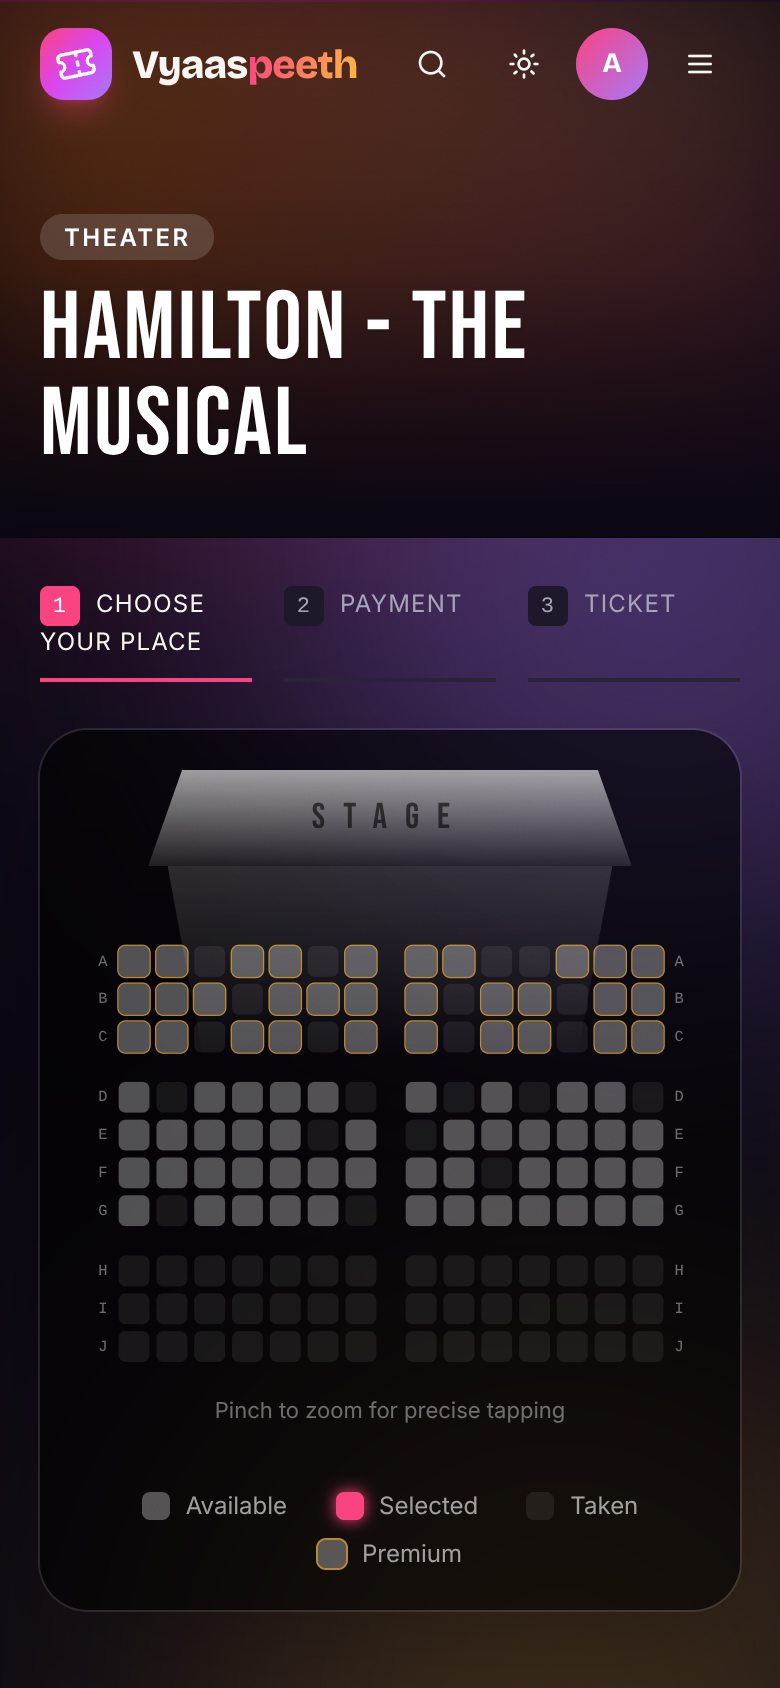 Vyaaspeeth A
THEATER
HAMILTON - THE
MUSICAL
1 CHOOSE
YOUR PLACE
2 PAYMENT
3 TICKET
STAGE
A A
B B
C C
D D
E E
F F
G G
H H
I I
J J
Pinch to zoom for precise tapping
Available Selected Taken
Premium